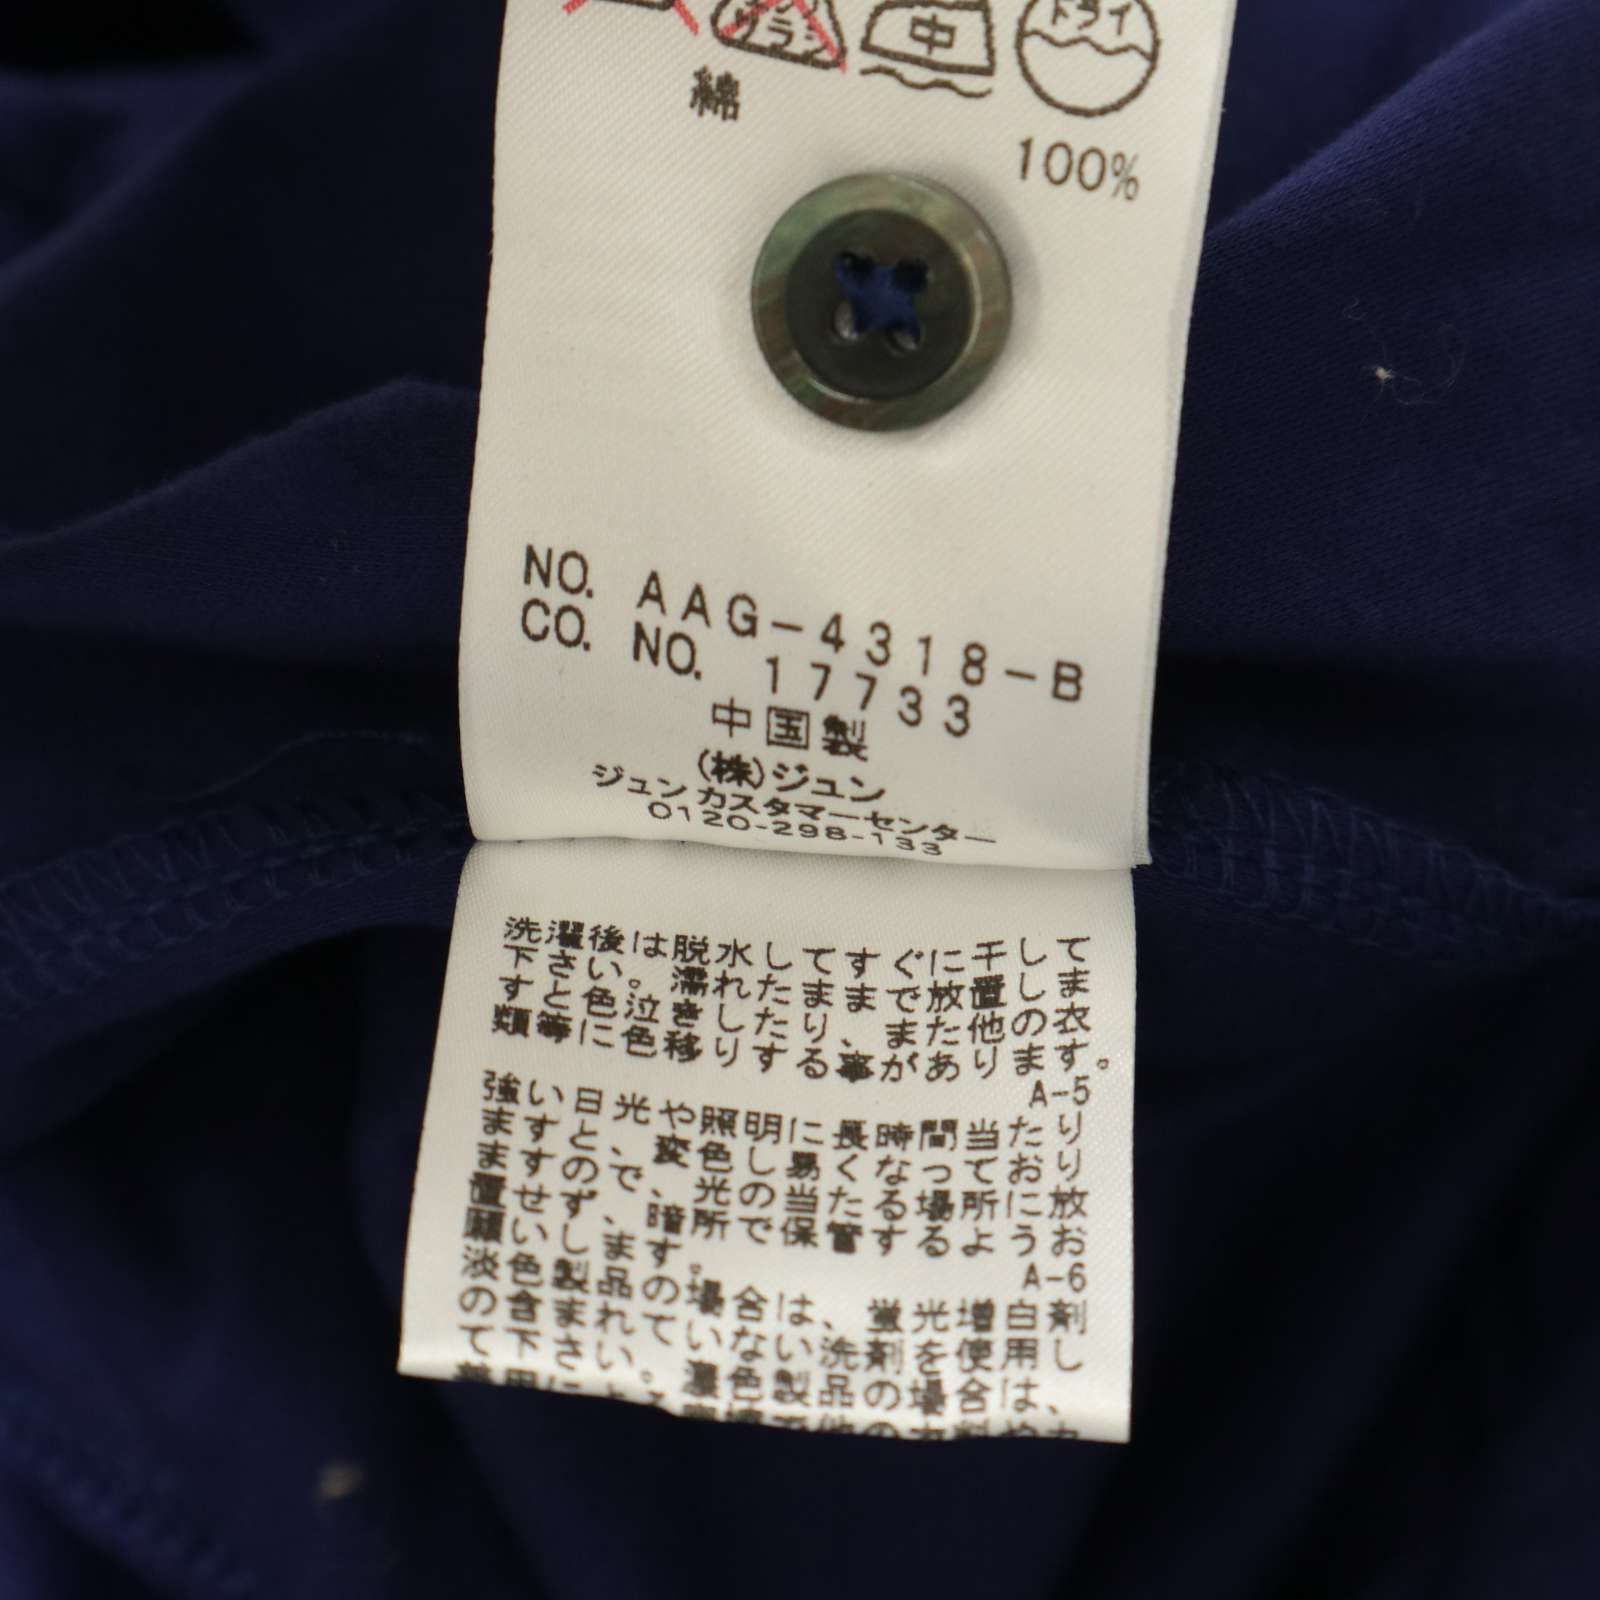 中
ドライ
綿
100%
NO. AAG-4318-B
CO. NO. 17733
中国製
(株)ジュン
ジュンカスタマーセンター
0120-298-133
洗濯後は脱水してすぐに干して
下さい。濡れたままで放置しま
すと色泣きしたり、また他の衣
類等に色移りする事があります。
A-5
強い日光や照明に長時間当たり
ますと、変色し易くなっており
ますので、光の当たる場所に放
置せず、暗所で保管するようお
願いします。
A-6
淡色製品の場合は、蛍光増白剤
の含まれていない洗剤を使用し
て下さい。濃色製品の場合は、